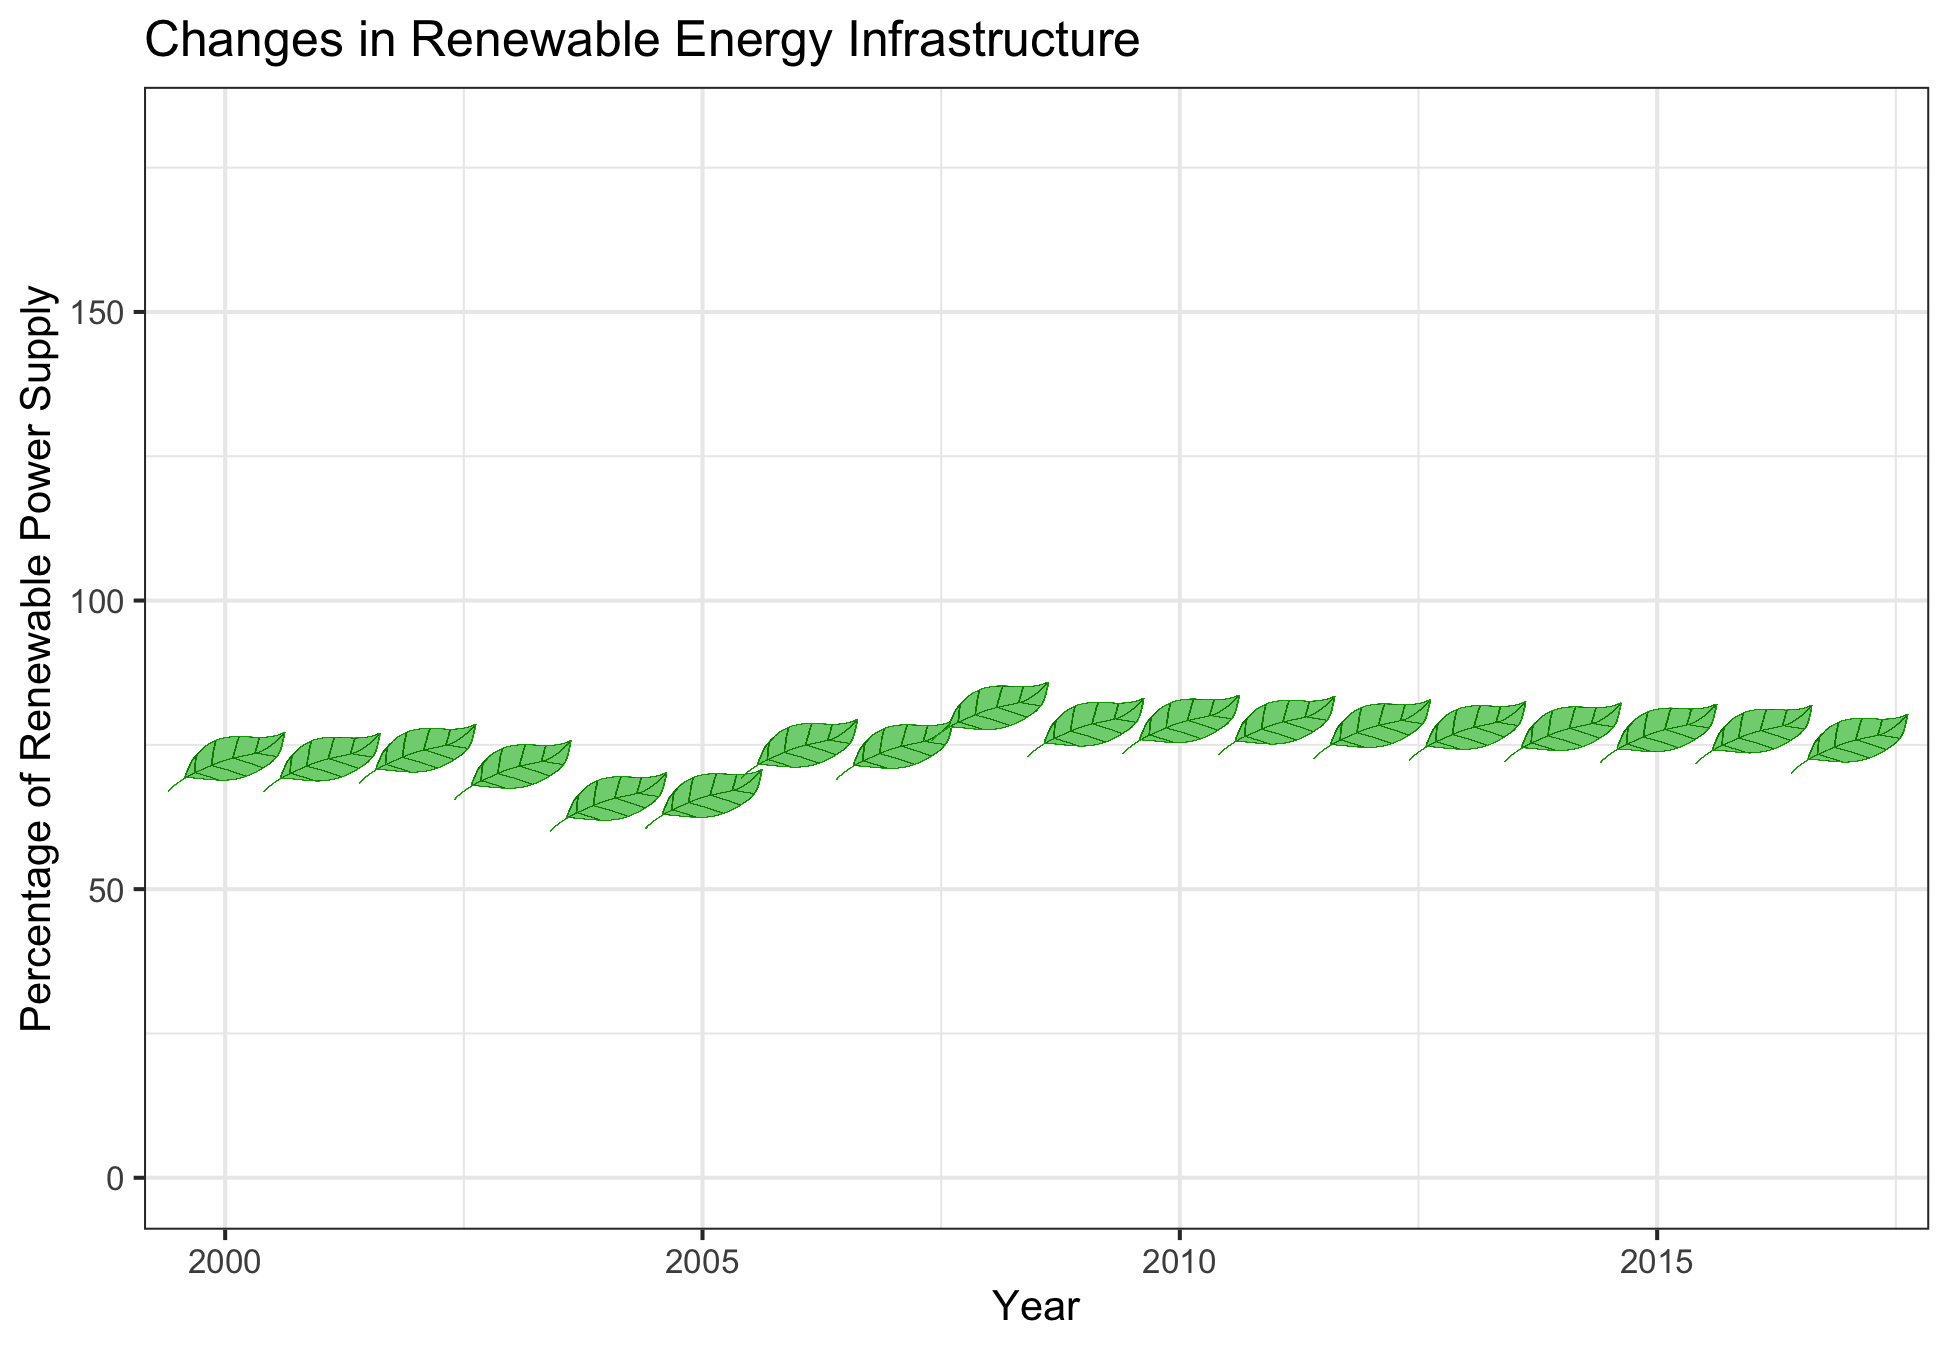 Changes in Renewable Energy Infrastructure
Percentage of Renewable Power Supply
150
100
50
0
2000
2005
2010
2015
Year